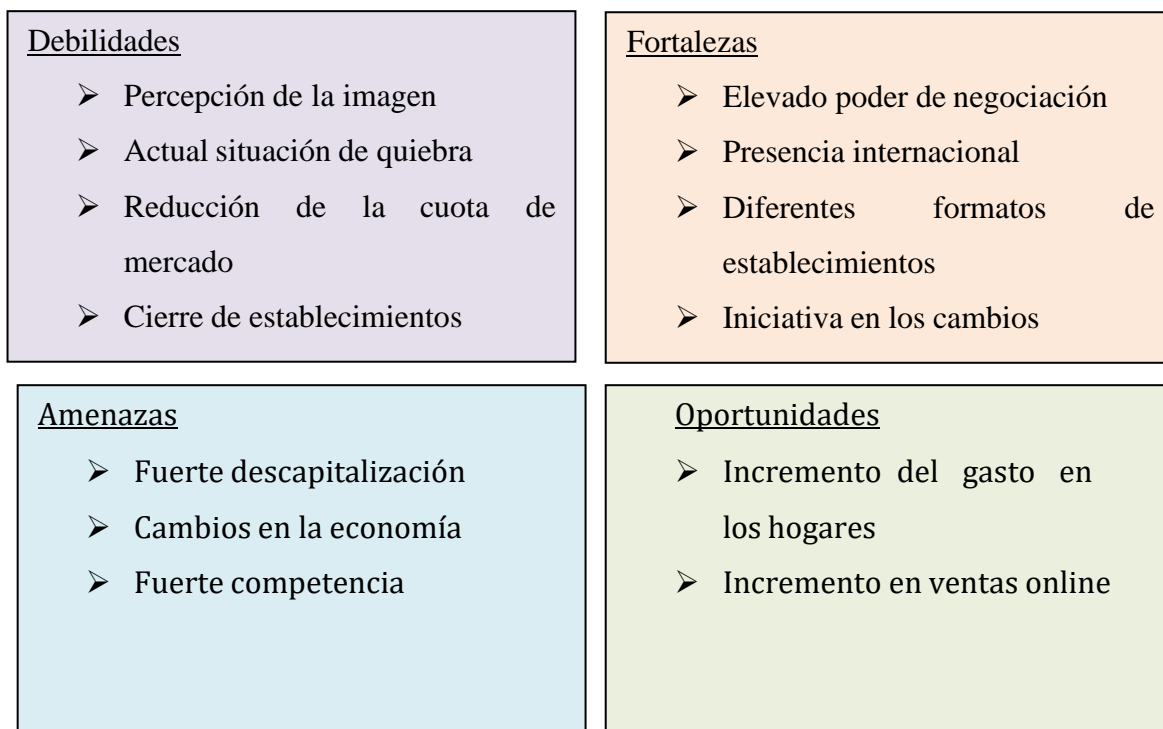 Debilidades
➢ Percepción de la imagen
➢ Actual situación de quiebra
➢ Reducción de la cuota de
mercado
➢ Cierre de establecimientos
Fortalezas
➢ Elevado poder de negociación
➢ Presencia internacional
➢ Diferentes formatos de
establecimientos
➢ Iniciativa en los cambios
Amenazas
➢ Fuerte descapitalización
➢ Cambios en la economía
➢ Fuerte competencia
Oportunidades
➢ Incremento del gasto en
los hogares
➢ Incremento en ventas online